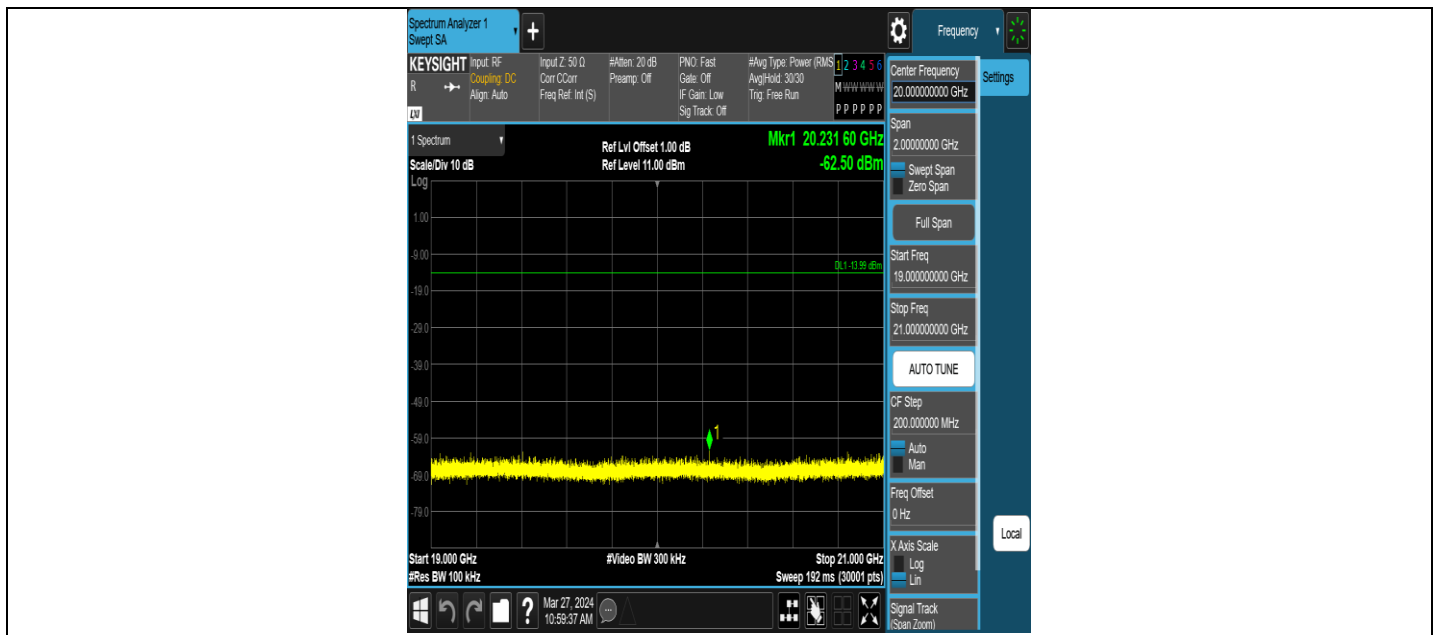 Spectrum Analyzer 1
Swept SA
+
Frequency
KEYSIGHT
R
LXI
Input: RF
Coupling: DC
Align: Auto
Input Z: 50 Ω
Corr CCorr
Freq Ref: Int (S)
#Atten: 20 dB
Preamp: Off
PNO: Fast
Gate: Off
IF Gain: Low
Sig Track: Off
#Avg Type: Power (RMS
Avg|Hold: 30/30
Trig: Free Run
1 2 3 4 5 6
M W W W W W
P P P P P P
1 Spectrum
Scale/Div 10 dB
Log
Ref Lvl Offset 1.00 dB
Ref Level 11.00 dBm
Mkr1 20.231 60 GHz
-62.50 dBm
1.00
-9.00
DL1 -13.99 dBm
-19.0
-29.0
-39.0
-49.0
-59.0
1
-69.0
-79.0
Start 19.000 GHz
#Res BW 100 kHz
#Video BW 300 kHz
Stop 21.000 GHz
Sweep 192 ms (30001 pts)
?
Mar 27, 2024
10:59:37 AM
Center Frequency
20.000000000 GHz
Settings
Span
2.00000000 GHz
Swept Span
Zero Span
Full Span
Start Freq
19.000000000 GHz
Stop Freq
21.000000000 GHz
AUTO TUNE
CF Step
200.000000 MHz
Auto
Man
Freq Offset
0 Hz
X Axis Scale
Log
Lin
Local
Signal Track
(Span Zoom)